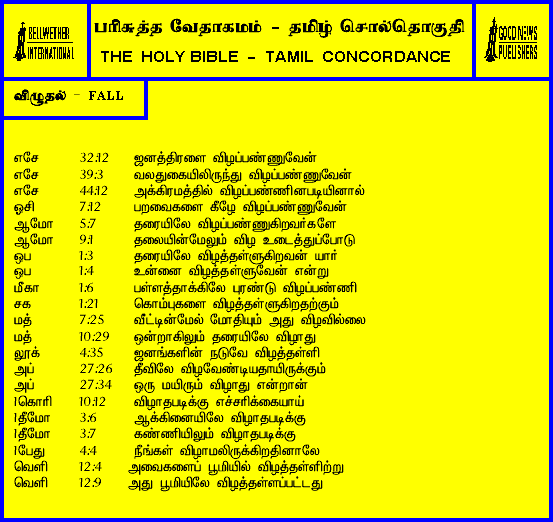 BELLWETHER
INTERNATIONAL
பரிசுத்த வேதாகமம் - தமிழ் சொல்தொகுதி
THE HOLY BIBLE - TAMIL CONCORDANCE
GOOD NEWS
PUBLISHERS
விழுதல் - FALL
எசே 32:12 ஜனத்திரளை விழப்பண்ணுவேன்
எசே 39:3 வலதுகையிலிருந்து விழப்பண்ணுவேன்
எசே 44:12 அக்கிரமத்தில் விழப்பண்ணினபடியினால்
ஓசி 7:12 பறவைகளை கீழே விழப்பண்ணுவேன்
ஆமோ 5:7 தரையிலே விழப்பண்ணுகிறவர்களே
ஆமோ 9:1 தலையின்மேலும் விழ உடைத்துப்போடு
ஒப 1:3 தரையிலே விழத்தள்ளுகிறவன் யார்
ஒப 1:4 உன்னை விழத்தள்ளுவேன் என்று
மீகா 1:6 பள்ளத்தாக்கிலே புரண்டு விழப்பண்ணி
சக 1:21 கொம்புகளை விழத்தள்ளுகிறதற்கும்
மத் 7:25 வீட்டின்மேல் மோதியும் அது விழவில்லை
மத் 10:29 ஒன்றாகிலும் தரையிலே விழாது
லூக் 4:35 ஜனங்களின் நடுவே விழத்தள்ளி
அப் 27:26 தீவிலே விழவேண்டியதாயிருக்கும்
அப் 27:34 ஒரு மயிரும் விழாது என்றான்
1கொரி 10:12 விழாதபடிக்கு எச்சரிக்கையாய்
1தீமோ 3:6 ஆக்கினையிலே விழாதபடிக்கு
1தீமோ 3:7 கண்ணியிலும் விழாதபடிக்கு
1பேது 4:4 நீங்கள் விழாமலிருக்கிறதினாலே
வெளி 12:4 அவைகளைப் பூமியில் விழத்தள்ளிற்று
வெளி 12:9 அது பூமியிலே விழத்தள்ளப்பட்டது